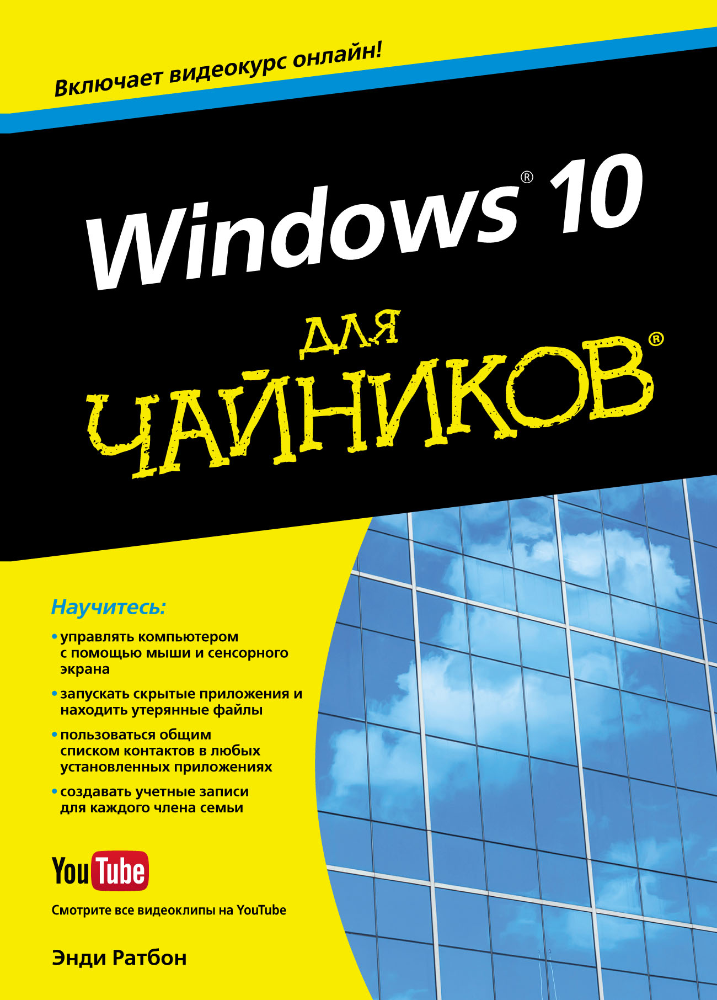 Включает видеокурс онлайн!
Windows® 10
для
чайников®
Научитесь:
• управлять компьютером
с помощью мыши и сенсорного
экрана
• запускать скрытые приложения и
находить утерянные файлы
• пользоваться общим
списком контактов в любых
установленных приложениях
• создавать учетные записи
для каждого члена семьи
YouTube
Смотрите все видеоклипы на YouTube
Энди Ратбон